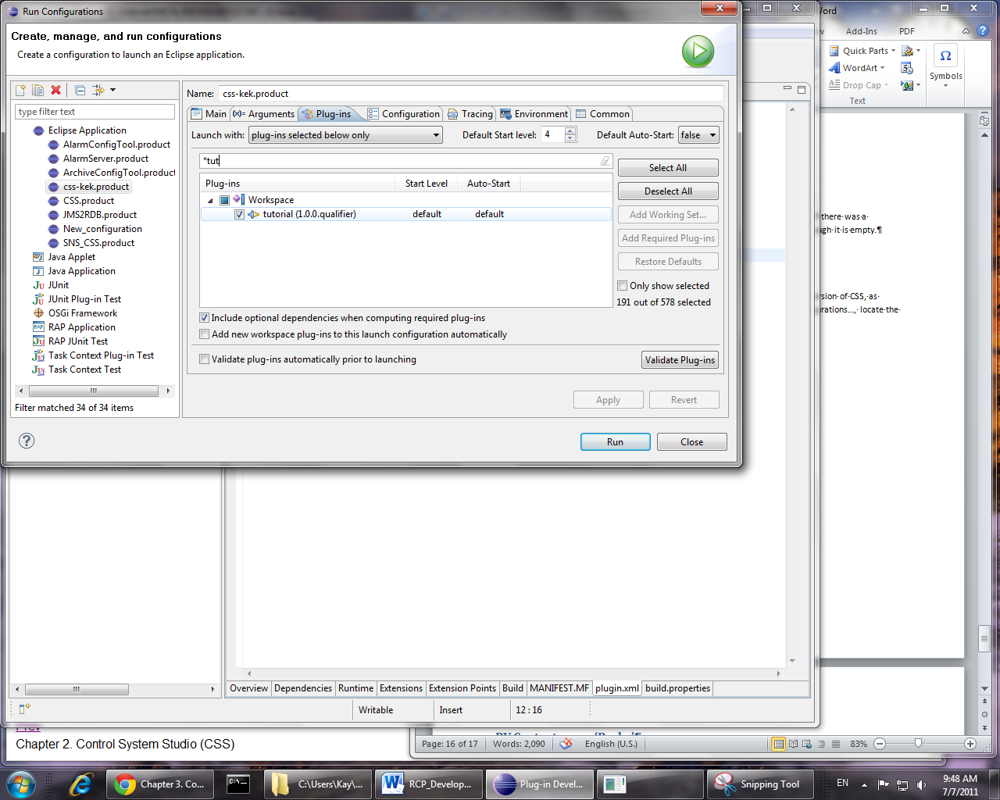 Run Configurations
Create, manage, and run configurations
Create a configuration to launch an Eclipse application.
type filter text
Eclipse Application
AlarmConfigTool.product
AlarmServer.product
ArchiveConfigTool.product
css-kek.product
CSS.product
JMS2RDB.product
New_configuration
SNS_CSS.product
Java Applet
Java Application
JUnit
JUnit Plug-in Test
OSGi Framework
RAP Application
RAP JUnit Test
Task Context Plug-in Test
Task Context Test
Filter matched 34 of 34 items
Name: css-kek.product
Main Arguments Plug-ins Configuration Tracing Environment Common
Launch with: plug-ins selected below only Default Start level: 4 Default Auto-Start: false
*tut
Plug-ins Start Level Auto-Start
Workspace
tutorial (1.0.0.qualifier) default default
Select All
Deselect All
Add Working Set...
Add Required Plug-ins
Restore Defaults
Only show selected
191 out of 578 selected
Include optional dependencies when computing required plug-ins
Add new workspace plug-ins to this launch configuration automatically
Validate plug-ins automatically prior to launching Validate Plug-ins
Apply Revert
Run Close
Word
Add-Ins PDF
Quick Parts
WordArt
Drop Cap
Text
Symbols
there was a
ugh it is empty.¶
rsion of CSS, as
urations..., locate the
Overview Dependencies Runtime Extensions Extension Points Build MANIFEST.MF plugin.xml build.properties
Writable Insert 12 : 16
Prev
Chapter 2. Control System Studio (CSS)
Page: 16 of 17 Words: 2,090 English (U.S.) 83%
Chapter 3. Co... C:\Users\Kay\... RCP_Develop... Plug-in Devel... Snipping Tool EN 9:48 AM
7/7/2011